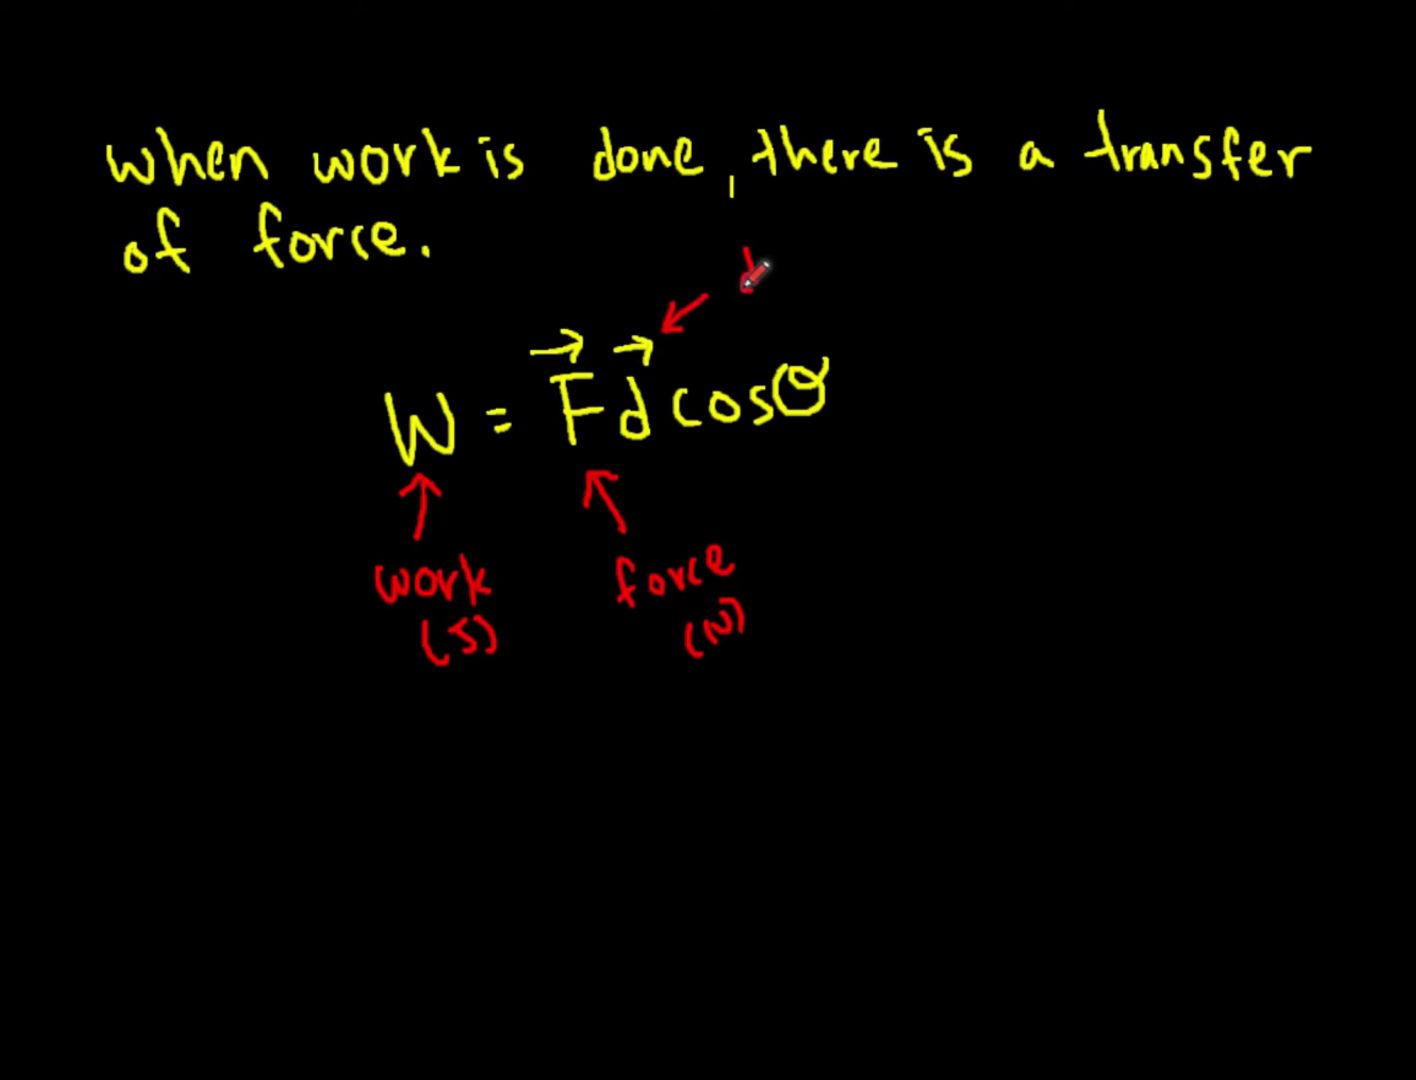 when work is done, there is a transfer
of force.
W = F⃗ d⃗ cosθ
work
(J)
force
(N)